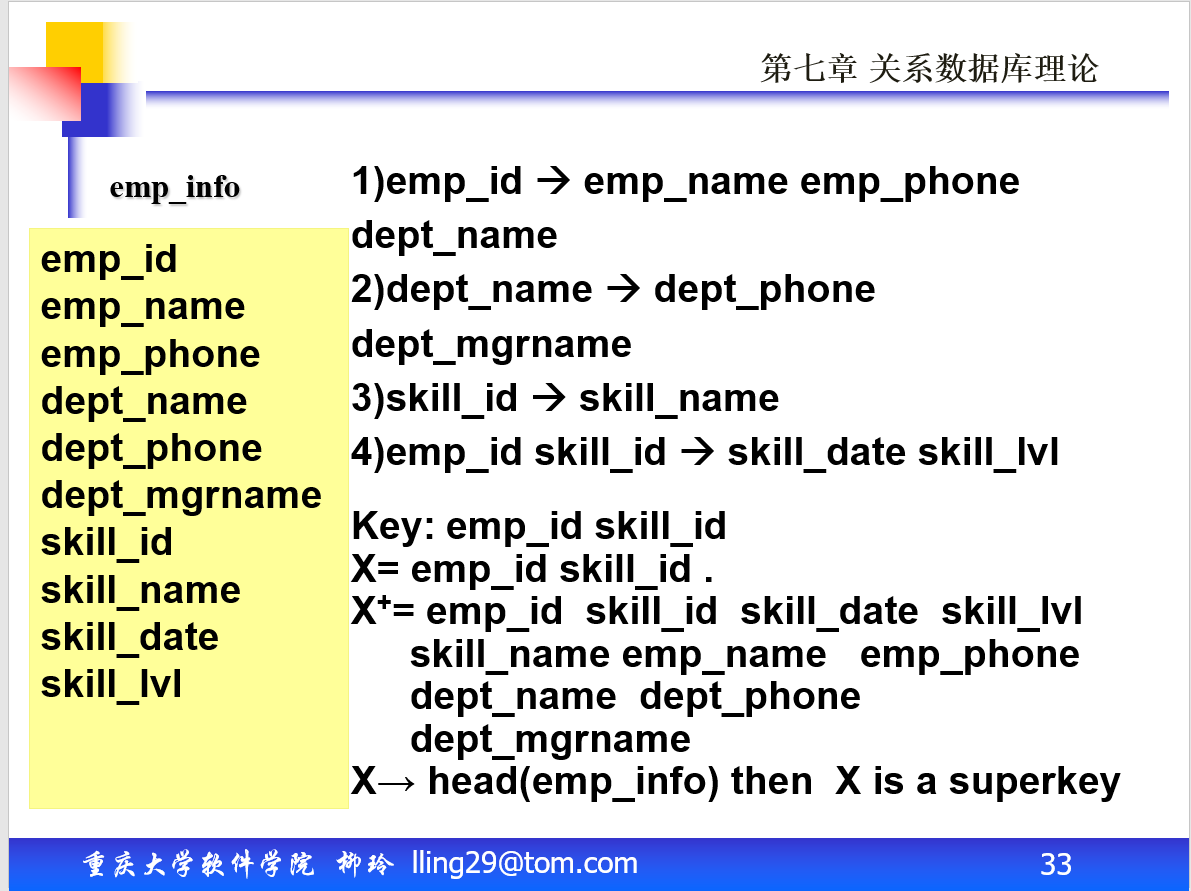 第七章 关系数据库理论
emp_info
emp_id
emp_name
emp_phone
dept_name
dept_phone
dept_mgrname
skill_id
skill_name
skill_date
skill_lvl
1)emp_id → emp_name emp_phone
dept_name
2)dept_name → dept_phone
dept_mgrname
3)skill_id → skill_name
4)emp_id skill_id → skill_date skill_lvl
Key: emp_id skill_id
X= emp_id skill_id .
X⁺= emp_id skill_id skill_date skill_lvl
skill_name emp_name emp_phone
dept_name dept_phone
dept_mgrname
X→ head(emp_info) then X is a superkey
重庆大学软件学院 柳玲 lling29@tom.com
33